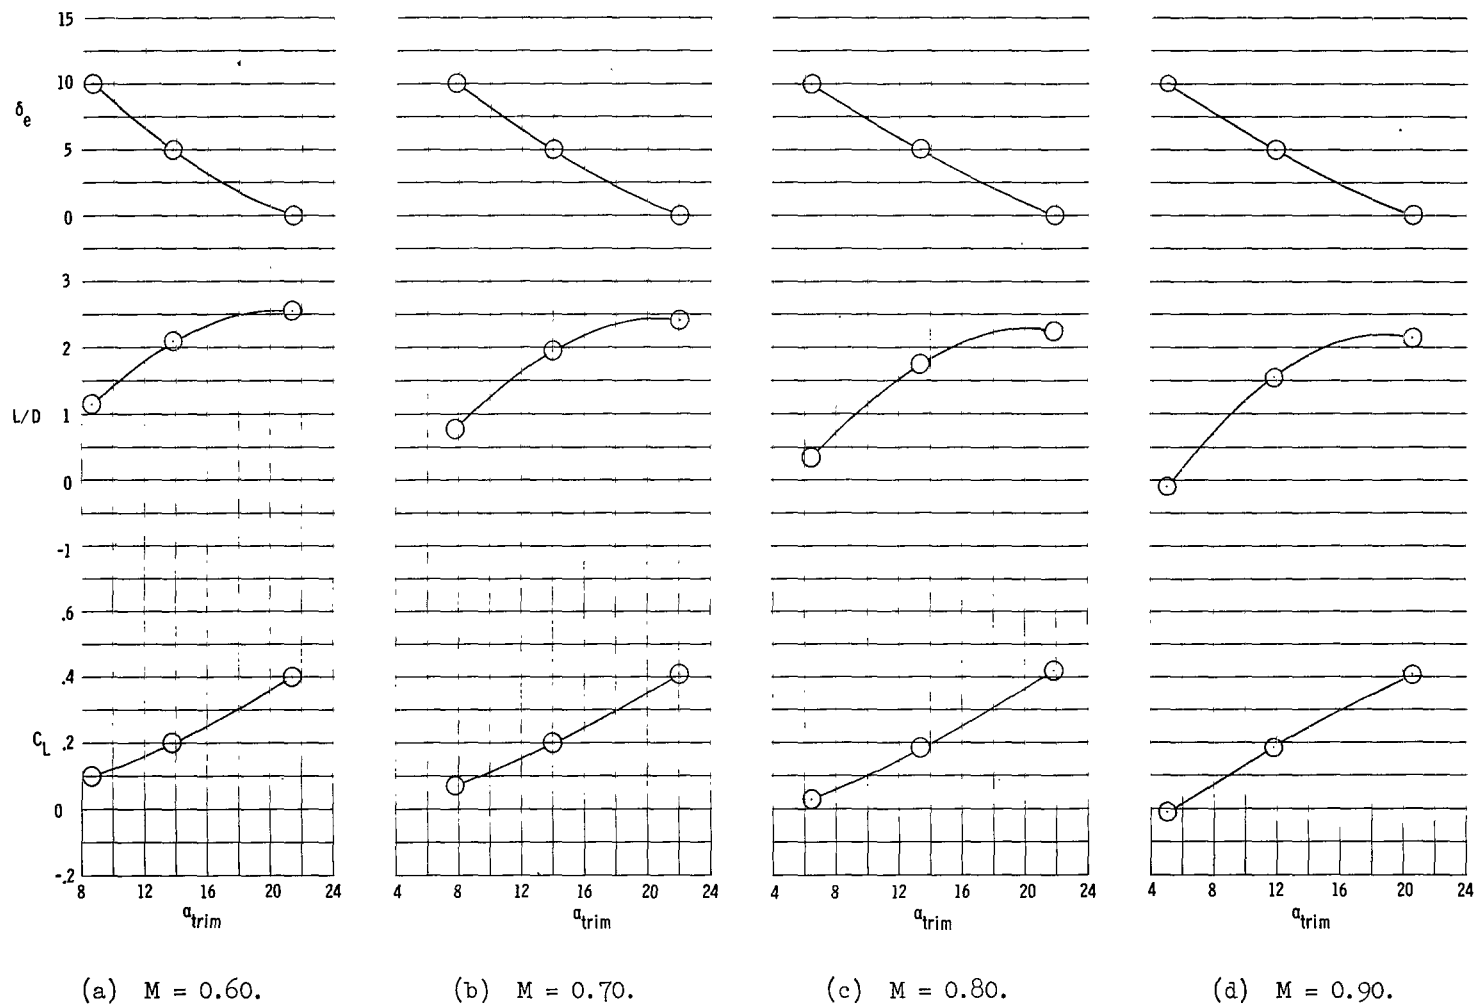 15
10
δe
5
0
3
2
L/D
1
0
-1
.6
.4
CL
.2
0
-.2
8 12 16 20 24
4 8 12 16 20 24
4 8 12 16 20 24
4 8 12 16 20 24
αtrim
αtrim
αtrim
αtrim
(a) M = 0.60.
(b) M = 0.70.
(c) M = 0.80.
(d) M = 0.90.